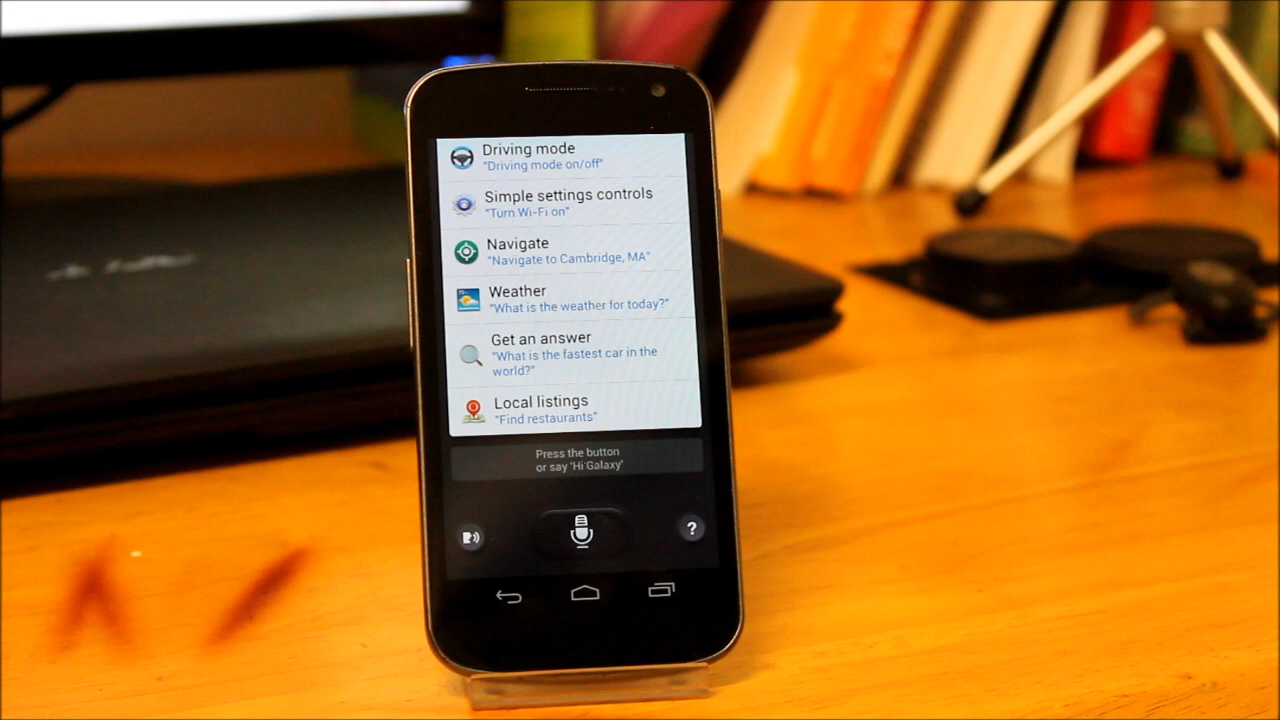 Driving mode
"Driving mode on/off"
Simple settings controls
"Turn Wi-Fi on"
Navigate
"Navigate to Cambridge, MA"
Weather
"What is the weather for today?"
Get an answer
"What is the fastest car in the
world?"
Local listings
"Find restaurants"
Press the button
or say 'Hi Galaxy'
?